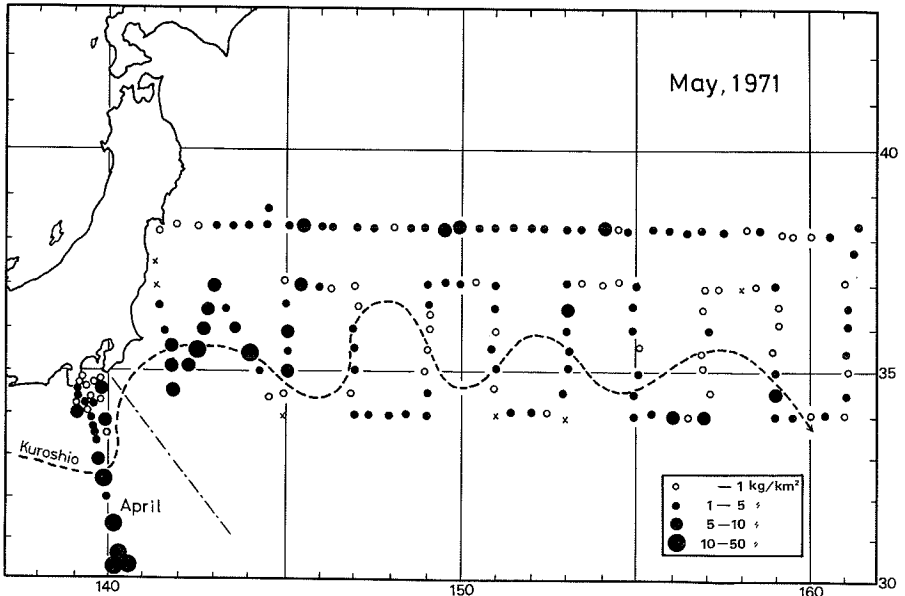 May, 1971
40
35
Kuroshio
April
— 1 kg/km²
1 — 5 〃
5 — 10 〃
10 — 50 〃
140
150
160
30